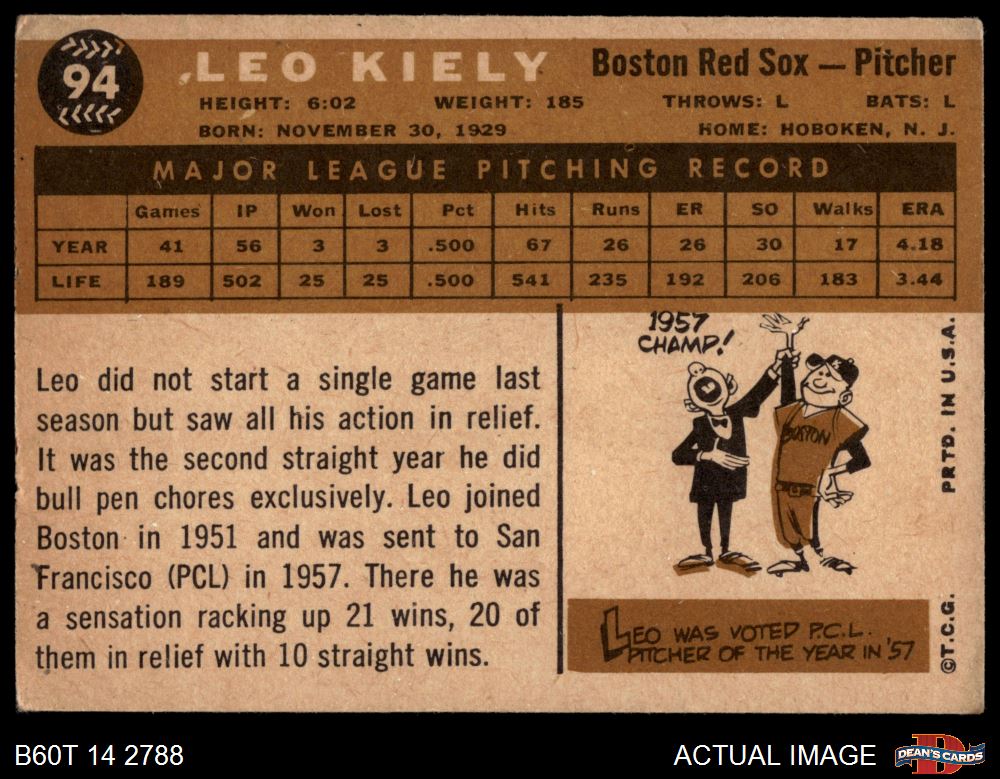 94
LEO KIELY
Boston Red Sox — Pitcher
HEIGHT: 6:02 WEIGHT: 185 THROWS: L BATS: L
BORN: NOVEMBER 30, 1929 HOME: HOBOKEN, N. J.
MAJOR LEAGUE PITCHING RECORD
Games IP Won Lost Pct Hits Runs ER SO Walks ERA
YEAR 41 56 3 3 .500 67 26 26 30 17 4.18
LIFE 189 502 25 25 .500 541 235 192 206 183 3.44
Leo did not start a single game last
season but saw all his action in relief.
It was the second straight year he did
bull pen chores exclusively. Leo joined
Boston in 1951 and was sent to San
Francisco (PCL) in 1957. There he was
a sensation racking up 21 wins, 20 of
them in relief with 10 straight wins.
1957
CHAMP!
BOSTON
LEO WAS VOTED P.C.L.
PITCHER OF THE YEAR IN '57
©T.C.G. PRTD. IN U.S.A.
B60T 14 2788
ACTUAL IMAGE
DEAN'S CARDS